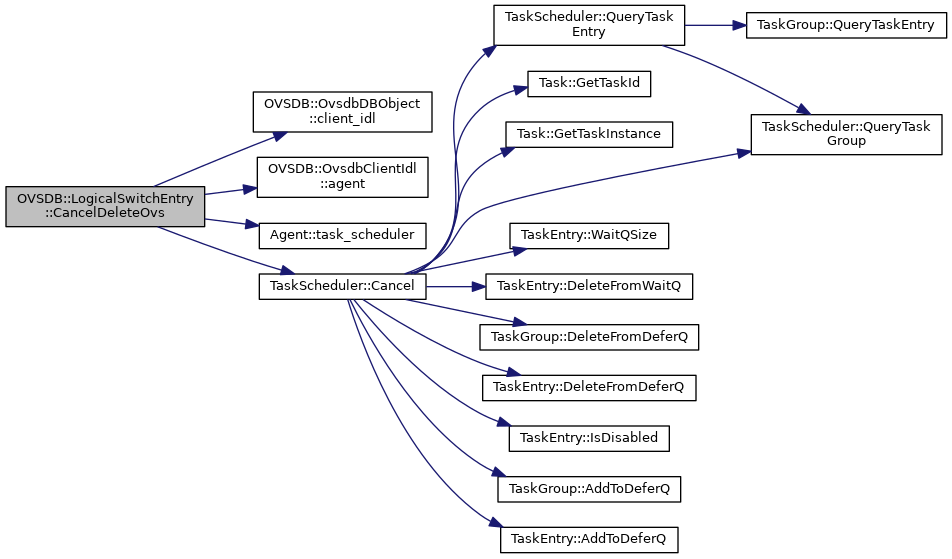 OVSDB::LogicalSwitchEntry
::CancelDeleteOvs
OVSDB::OvsdbDBObject
::client_idl
OVSDB::OvsdbClientIdl
::agent
Agent::task_scheduler
TaskScheduler::Cancel
TaskScheduler::QueryTask
Entry
Task::GetTaskId
Task::GetTaskInstance
TaskEntry::WaitQSize
TaskEntry::DeleteFromWaitQ
TaskGroup::DeleteFromDeferQ
TaskEntry::DeleteFromDeferQ
TaskEntry::IsDisabled
TaskGroup::AddToDeferQ
TaskEntry::AddToDeferQ
TaskGroup::QueryTaskEntry
TaskScheduler::QueryTask
Group